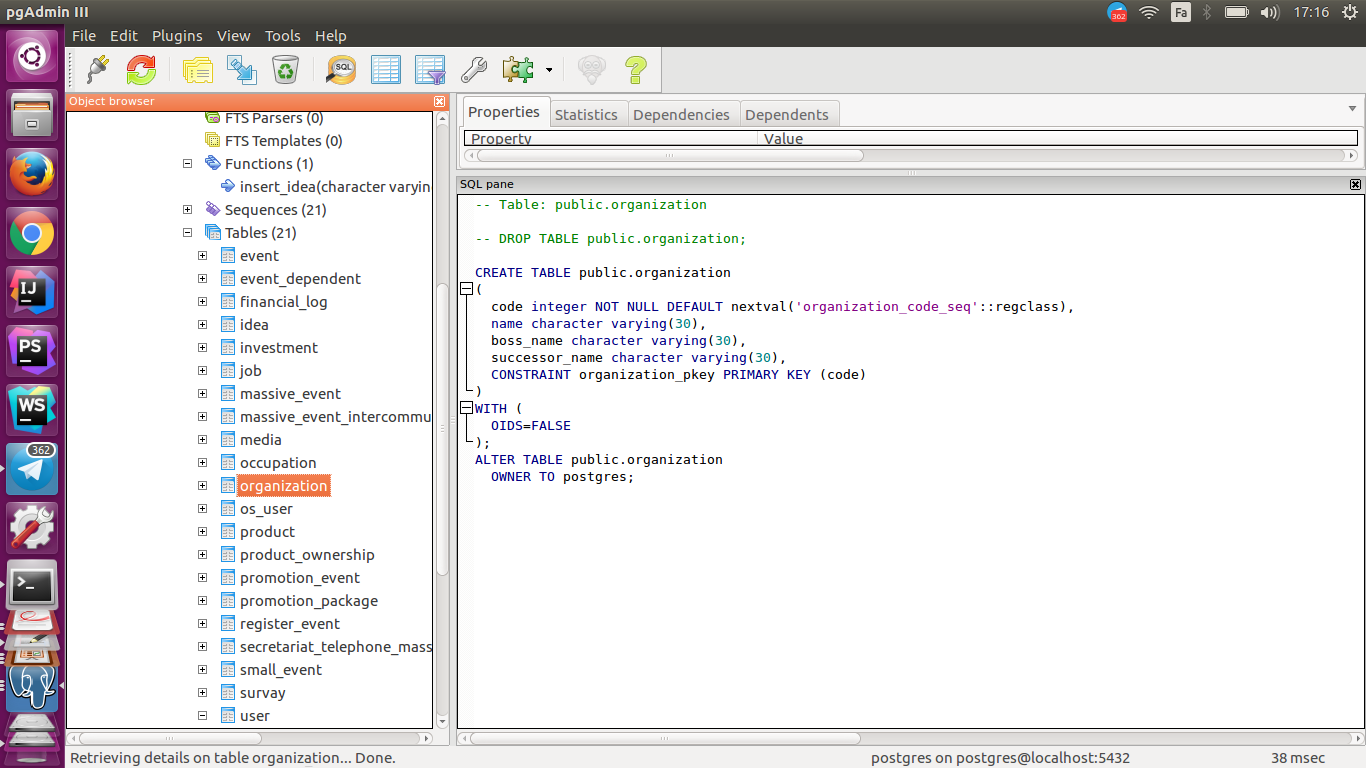 pgAdmin III
362
Fa
17:16
File Edit Plugins View Tools Help
SQL
Object browser
FTS Parsers (0)
FTS Templates (0)
Functions (1)
insert_idea(character varyin
Sequences (21)
Tables (21)
event
event_dependent
financial_log
idea
investment
job
massive_event
massive_event_intercommu
media
occupation
organization
os_user
product
product_ownership
promotion_event
promotion_package
register_event
secretariat_telephone_mass
small_event
survay
user
Properties Statistics Dependencies Dependents
Property Value
SQL pane
-- Table: public.organization
-- DROP TABLE public.organization;
CREATE TABLE public.organization
(
code integer NOT NULL DEFAULT nextval('organization_code_seq'::regclass),
name character varying(30),
boss_name character varying(30),
successor_name character varying(30),
CONSTRAINT organization_pkey PRIMARY KEY (code)
)
WITH (
OIDS=FALSE
);
ALTER TABLE public.organization
OWNER TO postgres;
IJ
PS
WS
362
>_
Retrieving details on table organization... Done.
postgres on postgres@localhost:5432
38 msec